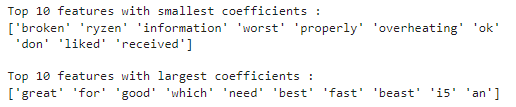 Top 10 features with smallest coefficients :
['broken' 'ryzen' 'information' 'worst' 'properly' 'overheating' 'ok'
'don' 'liked' 'received']
Top 10 features with largest coefficients :
['great' 'for' 'good' 'which' 'need' 'best' 'fast' 'beast' 'i5' 'an']